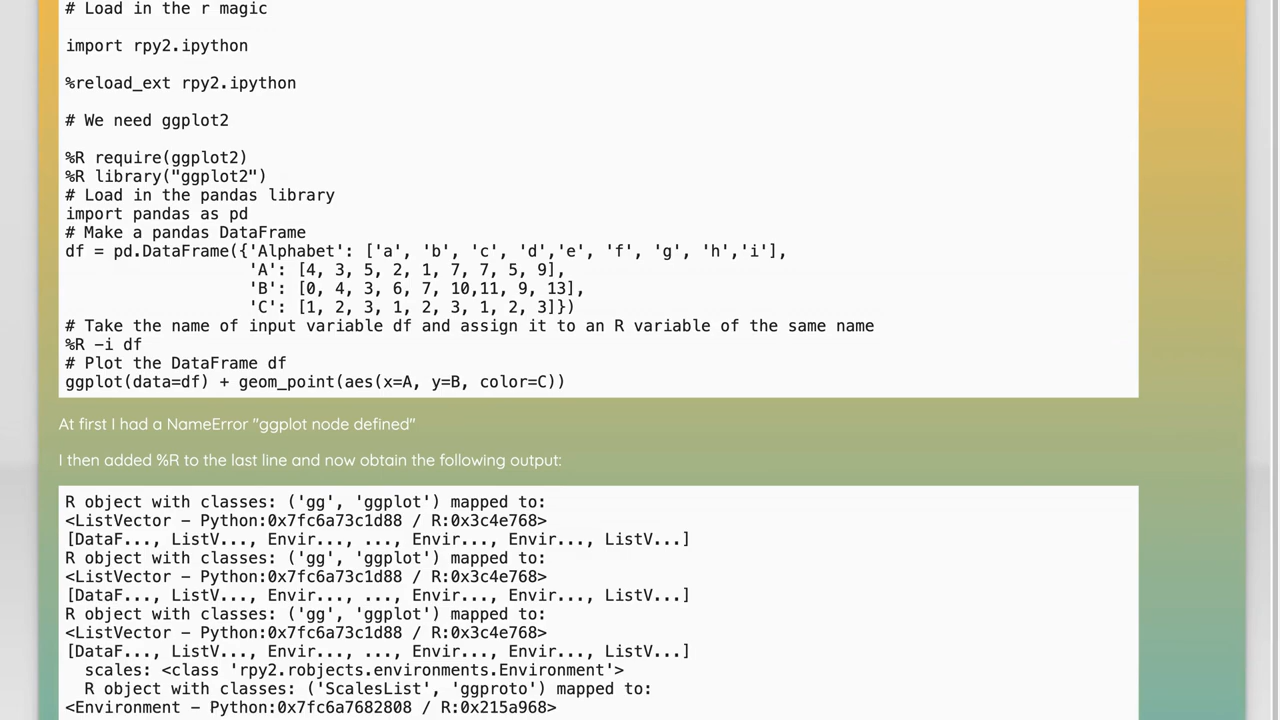 # Load in the r magic
import rpy2.ipython
%reload_ext rpy2.ipython
# We need ggplot2
%R require(ggplot2)
%R library("ggplot2")
# Load in the pandas library
import pandas as pd
# Make a pandas DataFrame
df = pd.DataFrame({'Alphabet': ['a', 'b', 'c', 'd','e', 'f', 'g', 'h','i'],
                   'A': [4, 3, 5, 2, 1, 7, 7, 5, 9],
                   'B': [0, 4, 3, 6, 7, 10,11, 9, 13],
                   'C': [1, 2, 3, 1, 2, 3, 1, 2, 3]})
# Take the name of input variable df and assign it to an R variable of the same name
%R -i df
# Plot the DataFrame df
ggplot(data=df) + geom_point(aes(x=A, y=B, color=C))
At first I had a NameError "ggplot node defined"
I then added %R to the last line and now obtain the following output:
R object with classes: ('gg', 'ggplot') mapped to:
<ListVector - Python:0x7fc6a73c1d88 / R:0x3c4e768>
[DataF..., ListV..., Envir..., ..., Envir..., Envir..., ListV...]
R object with classes: ('gg', 'ggplot') mapped to:
<ListVector - Python:0x7fc6a73c1d88 / R:0x3c4e768>
[DataF..., ListV..., Envir..., ..., Envir..., Envir..., ListV...]
R object with classes: ('gg', 'ggplot') mapped to:
<ListVector - Python:0x7fc6a73c1d88 / R:0x3c4e768>
[DataF..., ListV..., Envir..., ..., Envir..., Envir..., ListV...]
  scales: <class 'rpy2.robjects.environments.Environment'>
  R object with classes: ('ScalesList', 'ggproto') mapped to:
<Environment - Python:0x7fc6a7682808 / R:0x215a968>